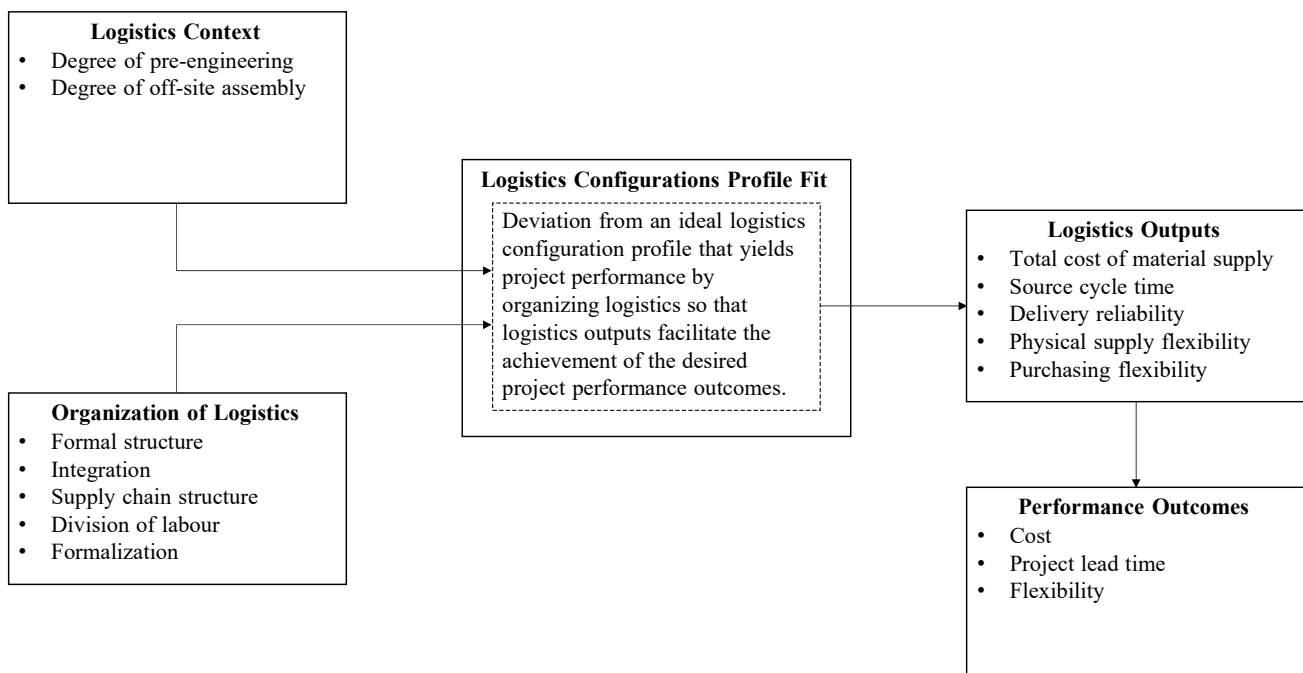 Logistics Context
• Degree of pre-engineering
• Degree of off-site assembly
Logistics Configurations Profile Fit
Deviation from an ideal logistics
configuration profile that yields
project performance by
organizing logistics so that
logistics outputs facilitate the
achievement of the desired
project performance outcomes.
Organization of Logistics
• Formal structure
• Integration
• Supply chain structure
• Division of labour
• Formalization
Logistics Outputs
• Total cost of material supply
• Source cycle time
• Delivery reliability
• Physical supply flexibility
• Purchasing flexibility
Performance Outcomes
• Cost
• Project lead time
• Flexibility